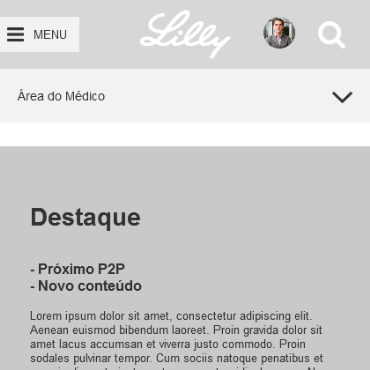 MENU
Lilly
Área do Médico
Destaque
- Próximo P2P
- Novo conteúdo
Lorem ipsum dolor sit amet, consectetur adipiscing elit.
Aenean euismod bibendum laoreet. Proin gravida dolor sit
amet lacus accumsan et viverra justo commodo. Proin
sodales pulvinar tempor. Cum sociis natoque penatibus et